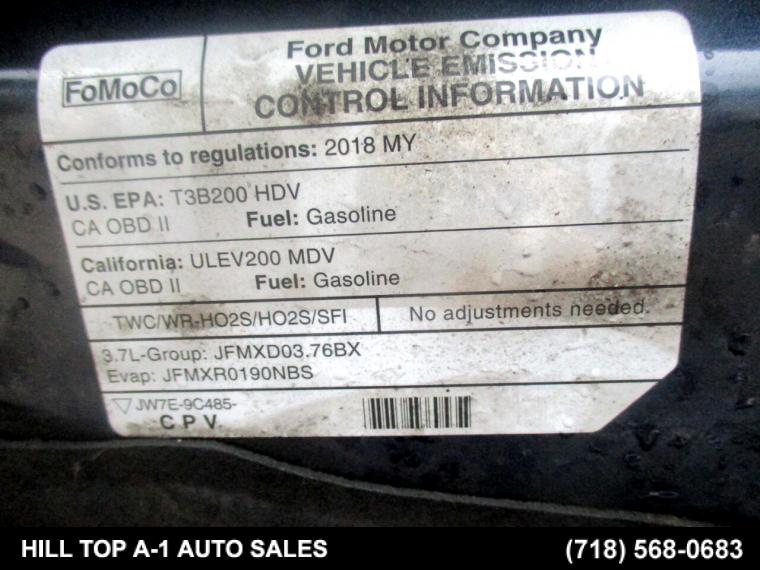 FoMoCo
Ford Motor Company
VEHICLE EMISSION
CONTROL INFORMATION
Conforms to regulations: 2018 MY
U.S. EPA: T3B200 HDV
CA OBD II Fuel: Gasoline
California: ULEV200 MDV
CA OBD II Fuel: Gasoline
TWC/WR-HO2S/HO2S/SFI No adjustments needed.
3.7L-Group: JFMXD03.76BX
Evap: JFMXR0190NBS
JW7E-9C485-
CPV
HILL TOP A-1 AUTO SALES (718) 568-0683